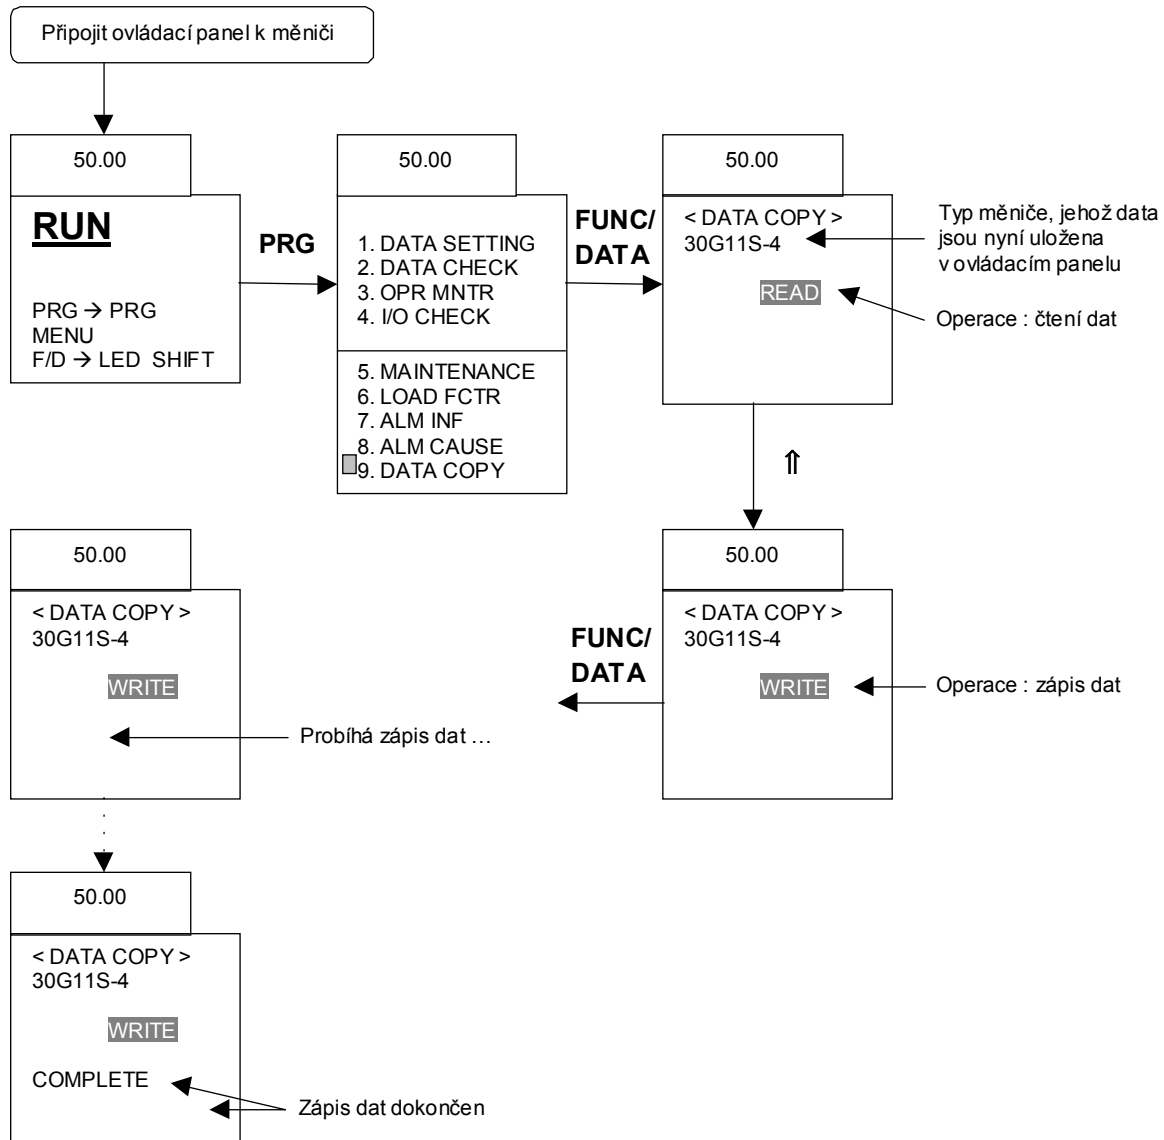 Připojit ovládací panel k měniči
50.00
RUN
PRG → PRG
MENU
F/D → LED SHIFT
PRG
50.00
1. DATA SETTING
2. DATA CHECK
3. OPR MNTR
4. I/O CHECK
5. MAINTENANCE
6. LOAD FCTR
7. ALM INF
8. ALM CAUSE
9. DATA COPY
FUNC/
DATA
50.00
< DATA COPY >
30G11S-4
READ
Typ měniče, jehož data
jsou nyní uložena
v ovládacím panelu
Operace : čtení dat
⇑
50.00
< DATA COPY >
30G11S-4
WRITE
Operace : zápis dat
FUNC/
DATA
50.00
< DATA COPY >
30G11S-4
WRITE
Probíhá zápis dat …
50.00
< DATA COPY >
30G11S-4
WRITE
COMPLETE
Zápis dat dokončen